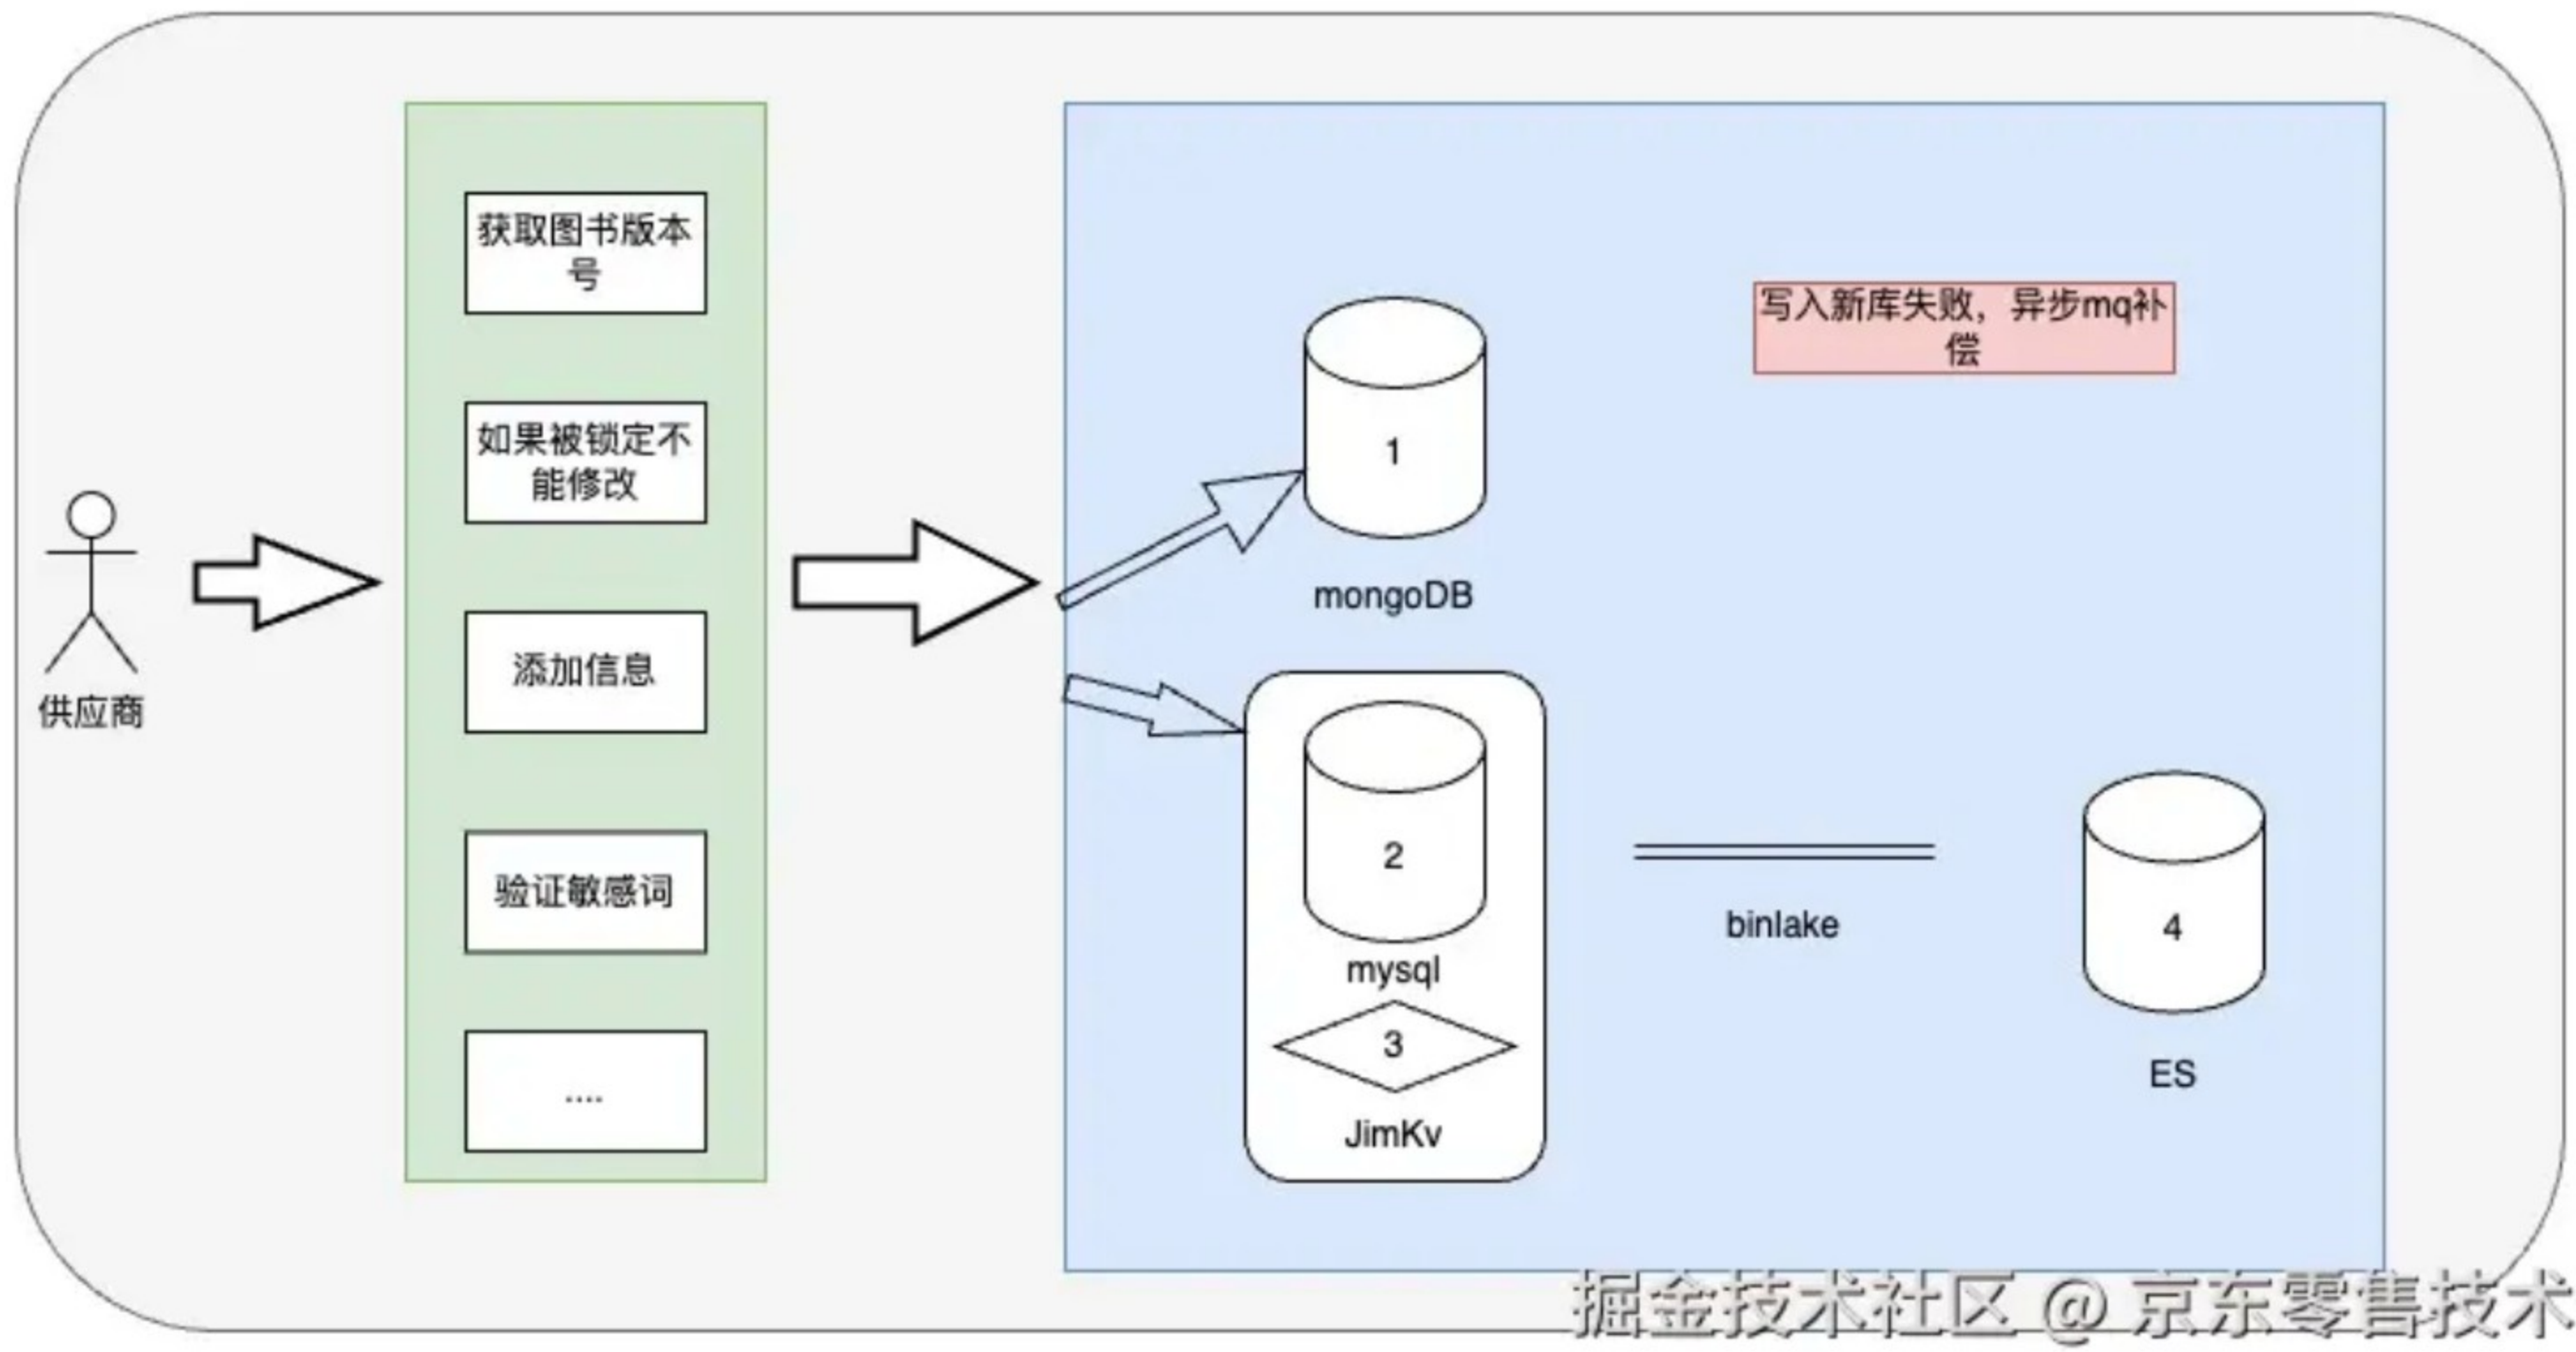 获取图书版本
号
如果被锁定不
能修改
添加信息
验证敏感词
....
供应商
写入新库失败，异步mq补
偿
1
mongoDB
2
mysql
3
JimKv
binlake
4
ES
掘金技术社区 @ 京东零售技术